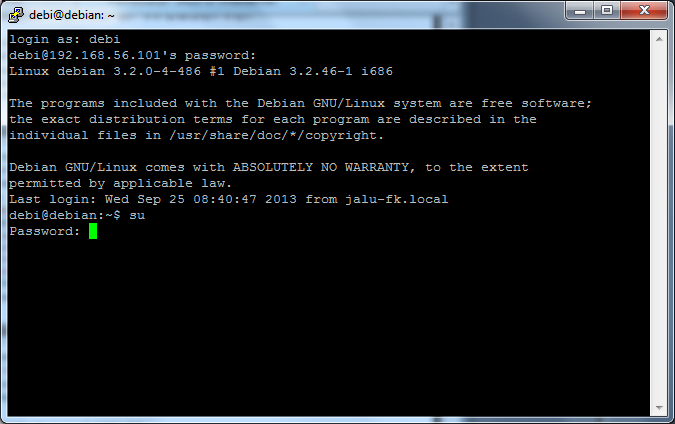 debi@debian: ~
login as: debi
debi@192.168.56.101's password:
Linux debian 3.2.0-4-486 #1 Debian 3.2.46-1 i686
The programs included with the Debian GNU/Linux system are free software;
the exact distribution terms for each program are described in the
individual files in /usr/share/doc/*/copyright.
Debian GNU/Linux comes with ABSOLUTELY NO WARRANTY, to the extent
permitted by applicable law.
Last login: Wed Sep 25 08:40:47 2013 from jalu-fk.local
debi@debian:~$ su
Password: